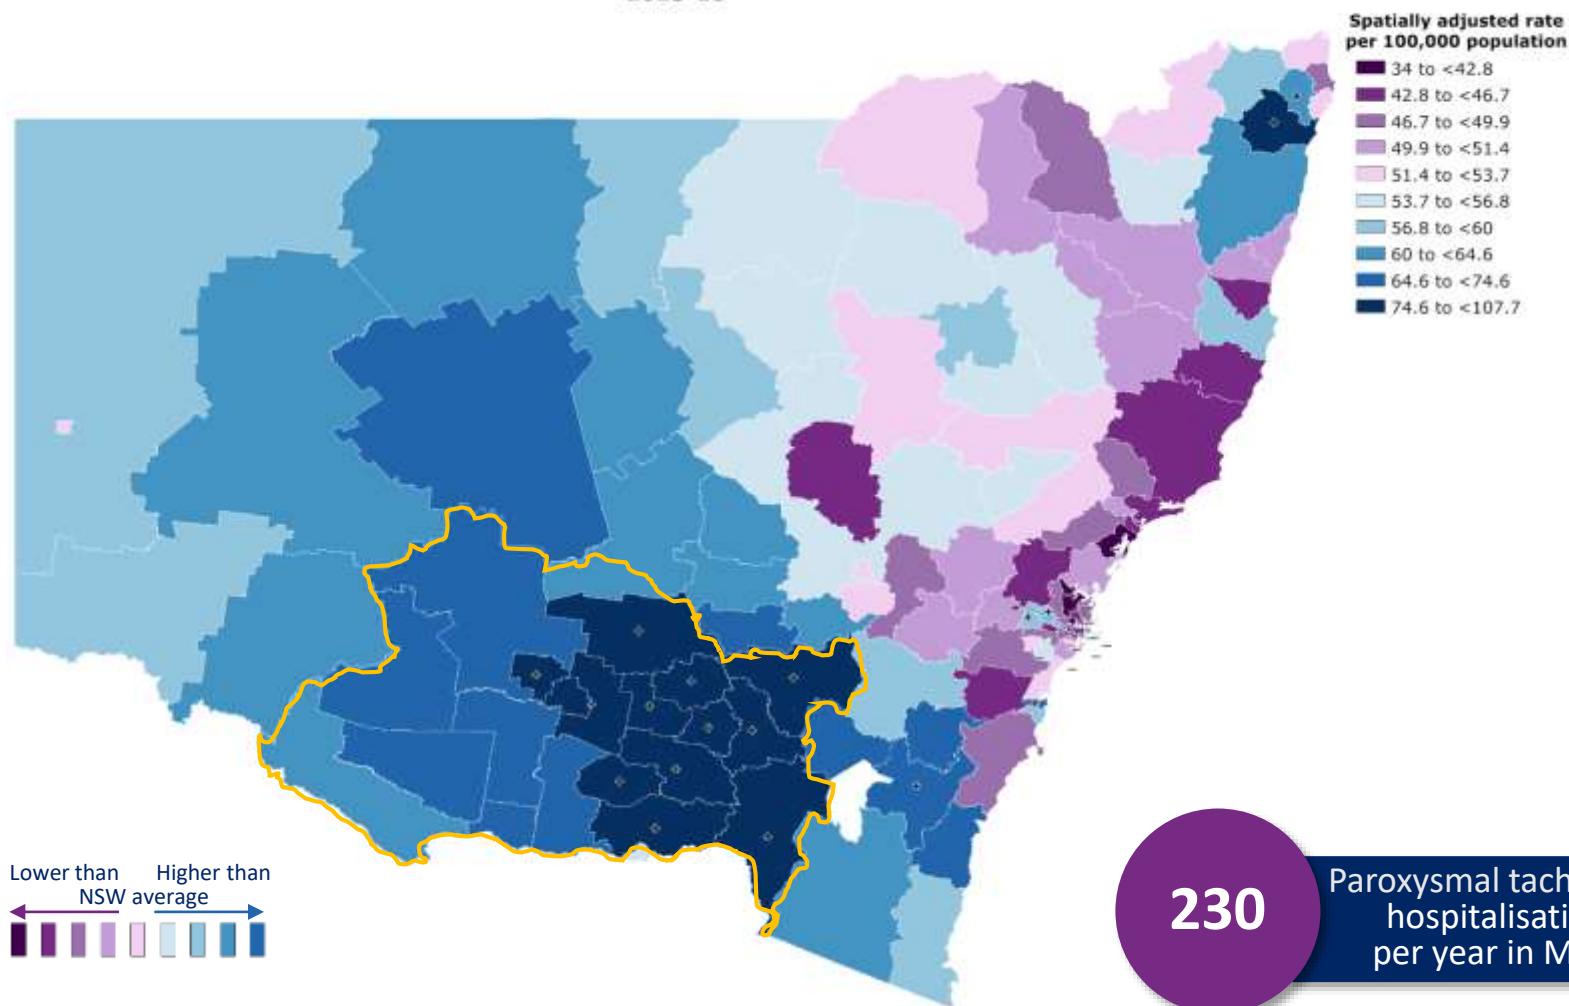 Spatially adjusted rate
per 100,000 population
34 to <42.8
42.8 to <46.7
46.7 to <49.9
49.9 to <51.4
51.4 to <53.7
53.7 to <56.8
56.8 to <60
60 to <64.6
64.6 to <74.6
74.6 to <107.7
Lower than Higher than
NSW average
230
Paroxysmal tach
hospitalisati
per year in M